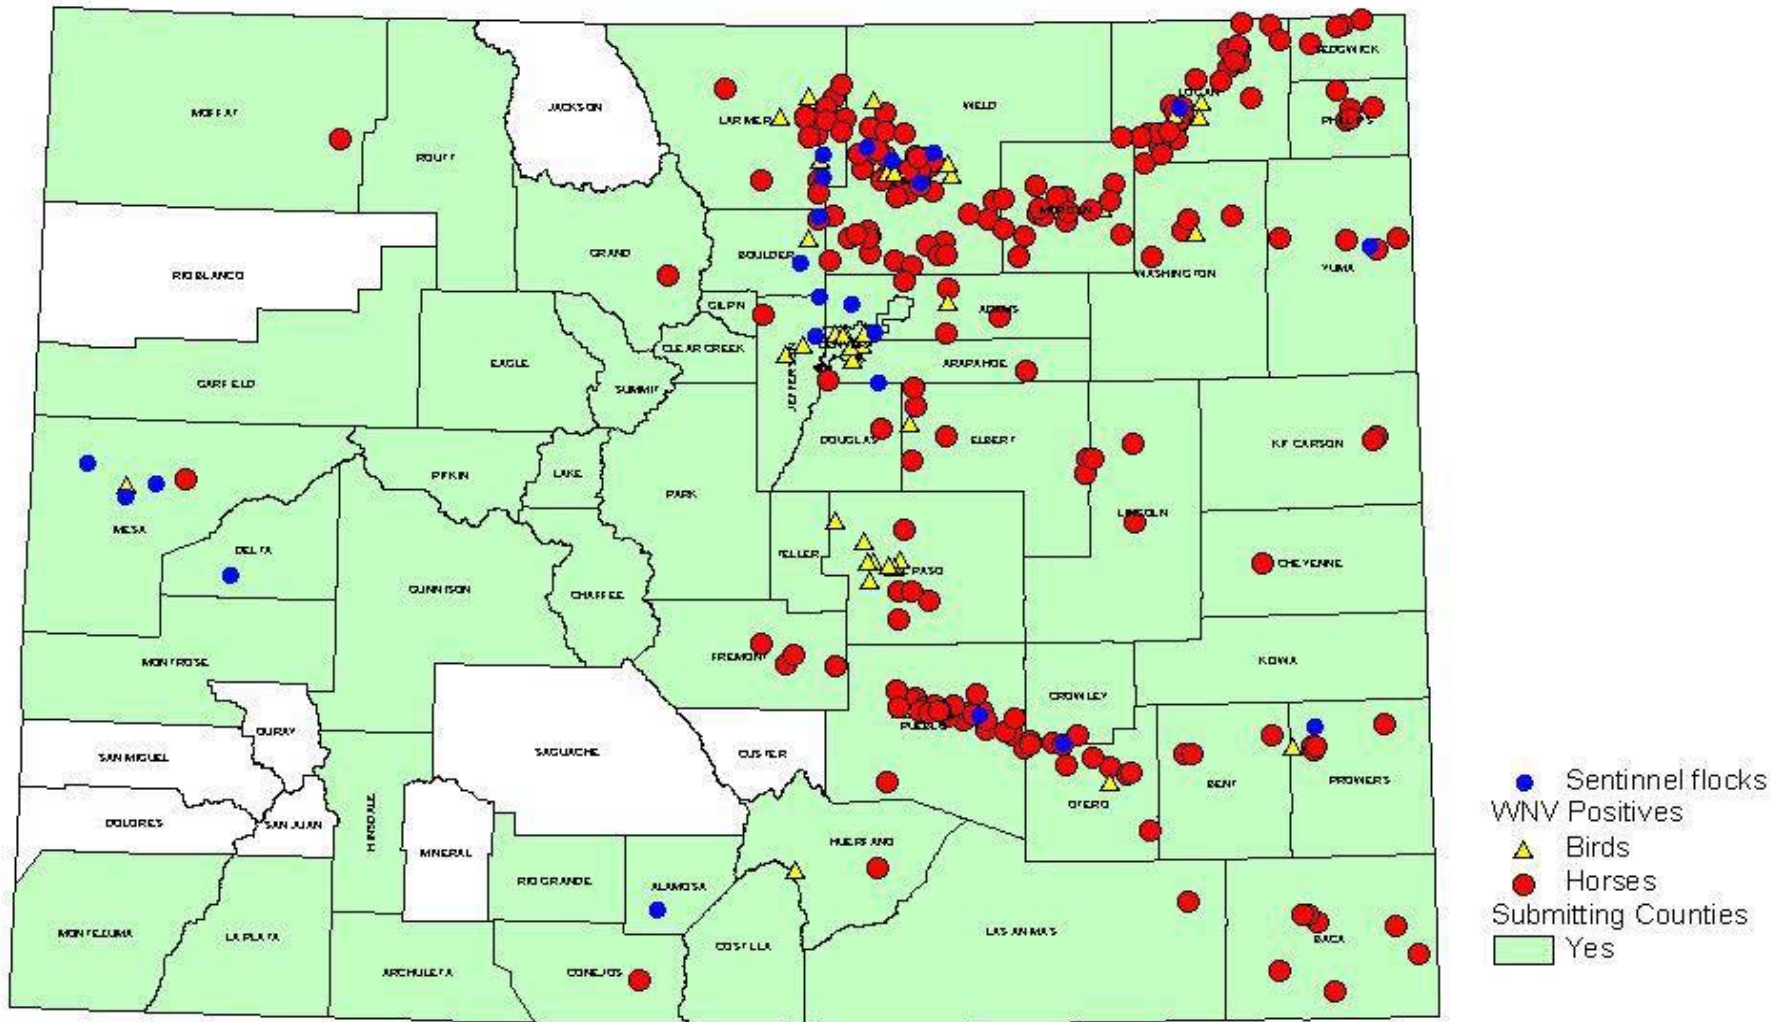 SEDGWICK
MOFFAT
JACKSON
LARIMER
WELD
LOGAN
PHILLIPS
ROUTT
MORGAN
GRAND
BOULDER
RIO BLANCO
WASHINGTON
YUMA
GILPIN
ADAMS
CLEAR CREEK
DENVER
EAGLE
ARAPAHOE
GARFIELD
SUMMIT
JEFFERSON
DOUGLAS
ELBERT
KIT CARSON
PITKIN
LAKE
PARK
LINCOLN
MESA
DELTA
TELLER
EL PASO
CHEYENNE
GUNNISON
CHAFFEE
MONTROSE
FREMONT
KIOWA
CROWLEY
OURAY
PUEBLO
SAN MIGUEL
SAGUACHE
CUSTER
BENT
PROWERS
OTERO
DOLORES
SAN JUAN
HINSDALE
MINERAL
HUERFANO
RIO GRANDE
ALAMOSA
MONTEZUMA
LA PLATA
ARCHULETA
CONEJOS
COSTILLA
LAS ANIMAS
BACA
Sentinnel flocks
WNV Positives
Birds
Horses
Submitting Counties
Yes